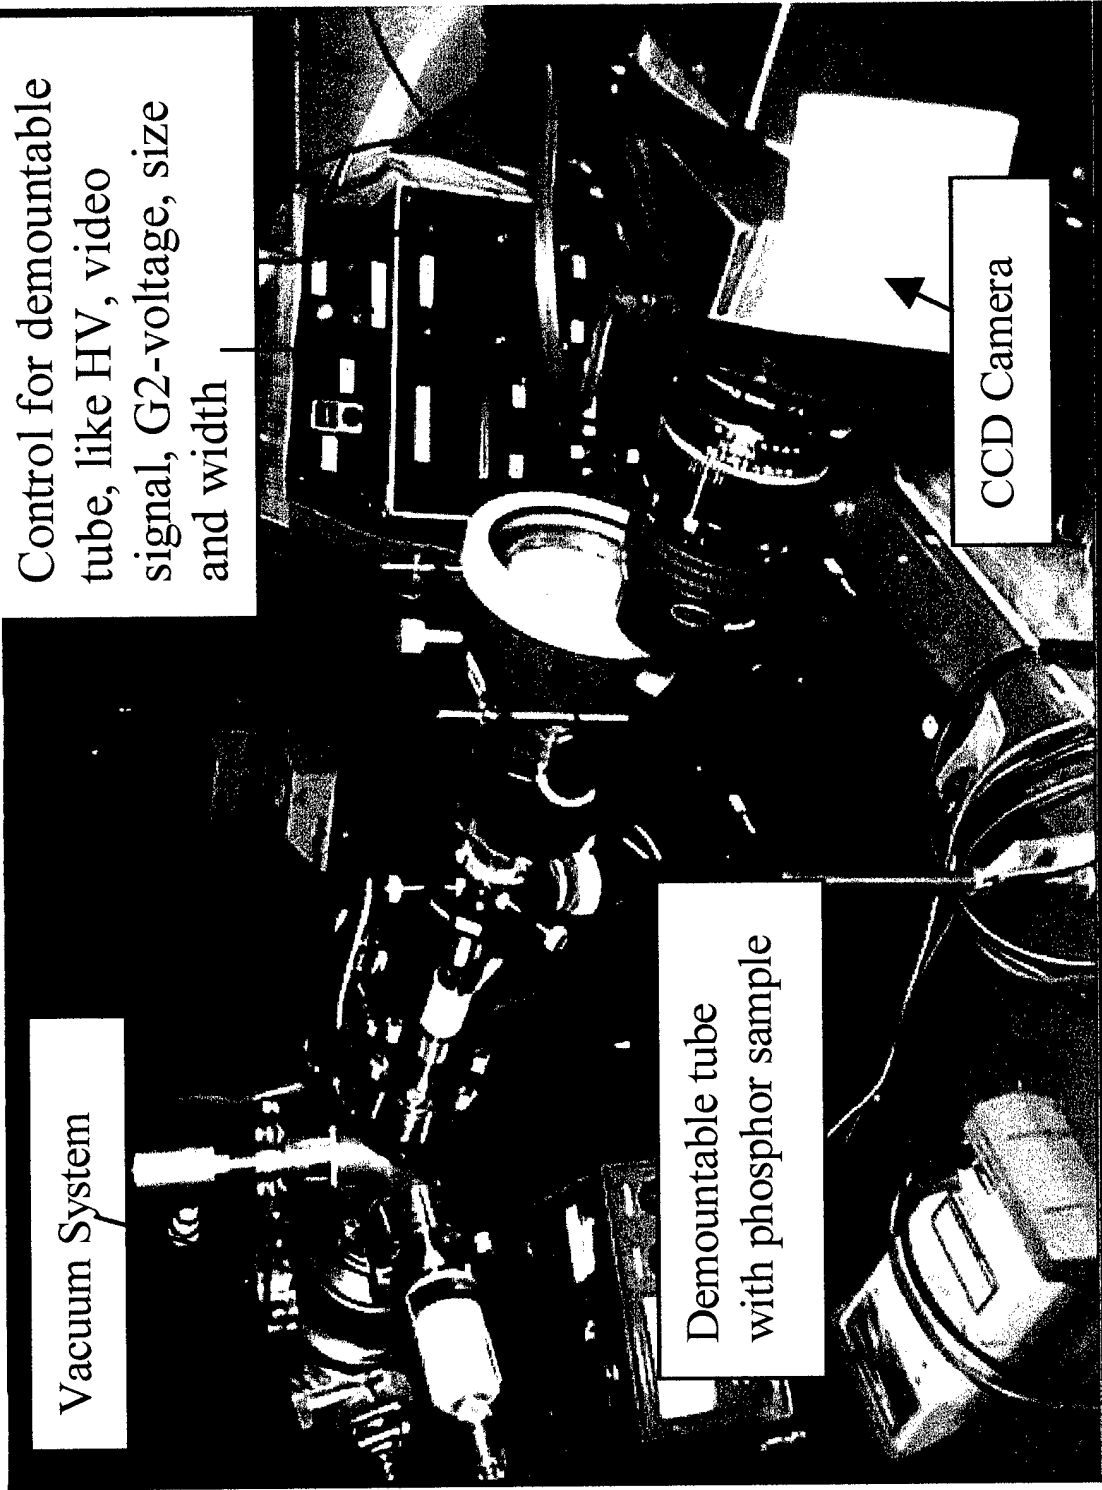 Control for demountable
tube, like HV, video
signal, G2-voltage, size
and width
Vacuum System
Demountable tube
with phosphor sample
CCD Camera